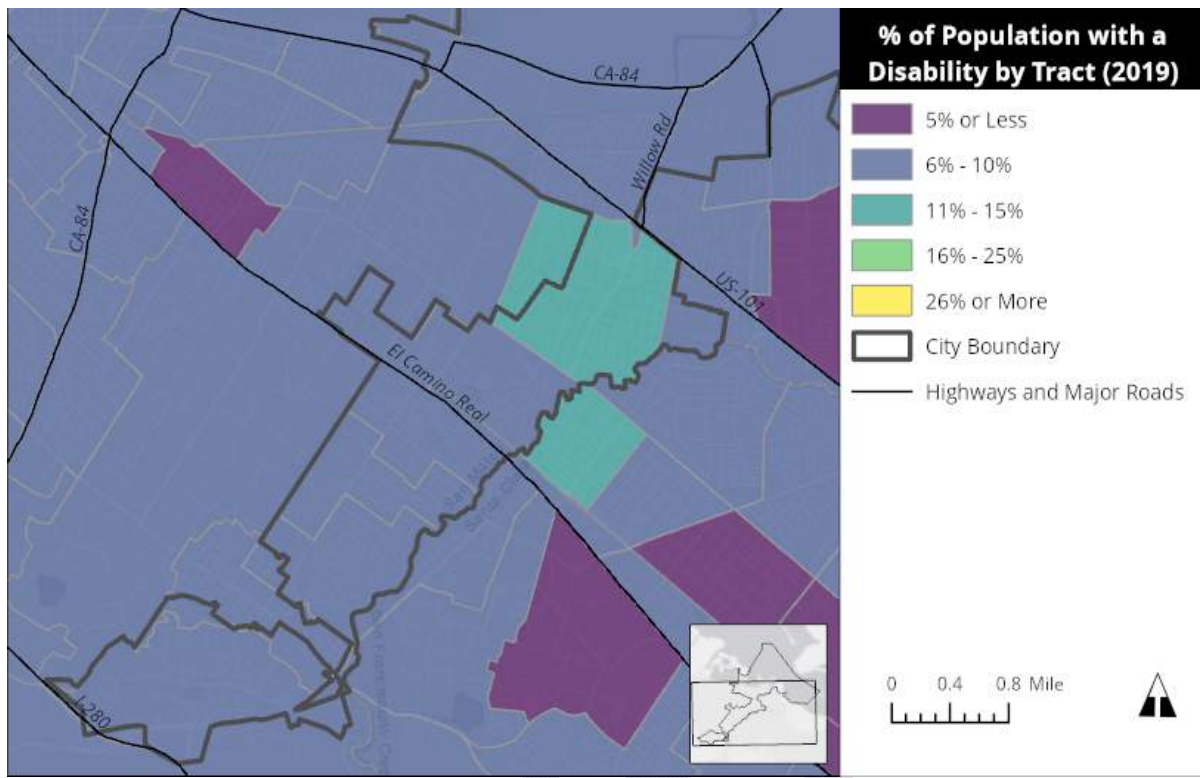 % of Population with a
Disability by Tract (2019)
5% or Less
6% - 10%
11% - 15%
16% - 25%
26% or More
City Boundary
Highways and Major Roads
0 0.4 0.8 Mile
CA-84
Willow Rd
CA-84
US-101
El Camino Real
San Mateo
I-280